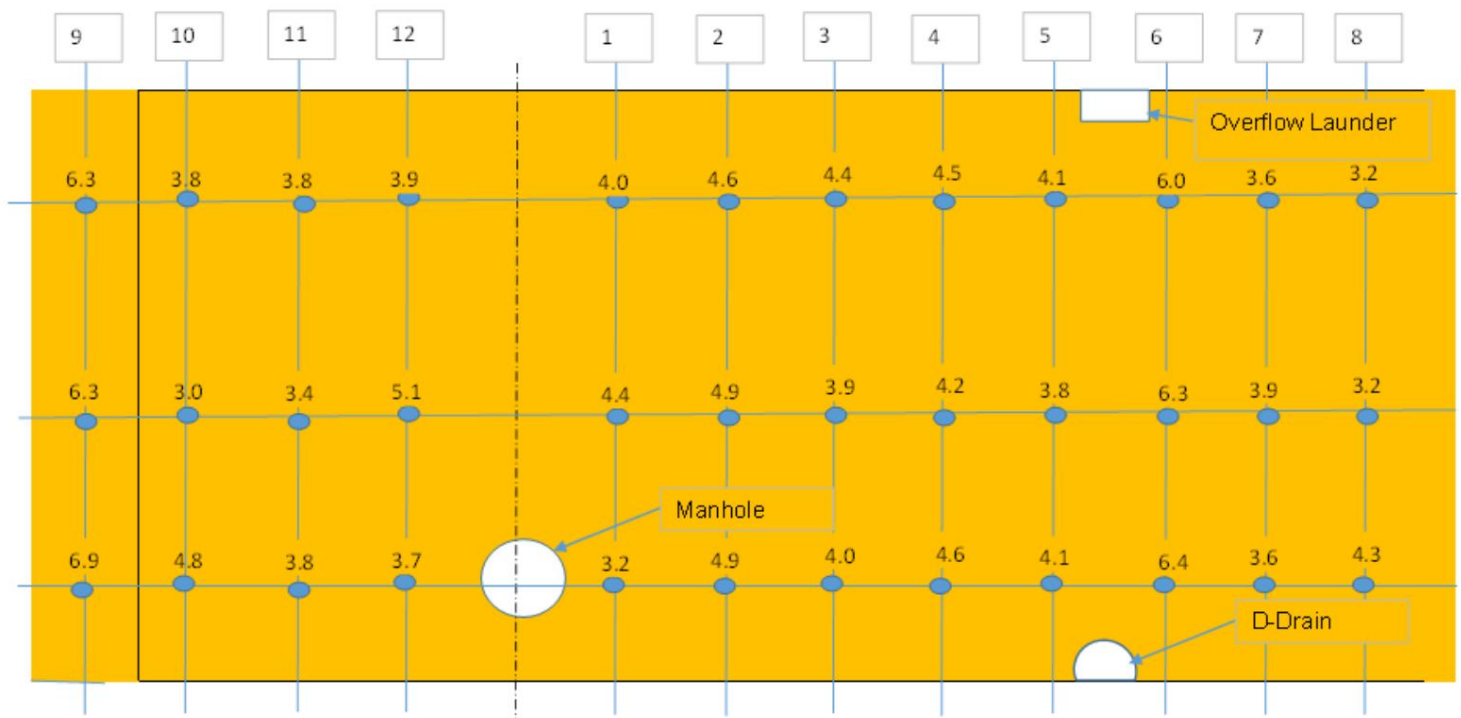 9 10 11 12 1 2 3 4 5 6 7 8
Overflow Launder
6.3 3.8 3.8 3.9 4.0 4.6 4.4 4.5 4.1 6.0 3.6 3.2
6.3 3.0 3.4 5.1 4.4 4.9 3.9 4.2 3.8 6.3 3.9 3.2
Manhole
6.9 4.8 3.8 3.7 3.2 4.9 4.0 4.6 4.1 6.4 3.6 4.3
D-Drain